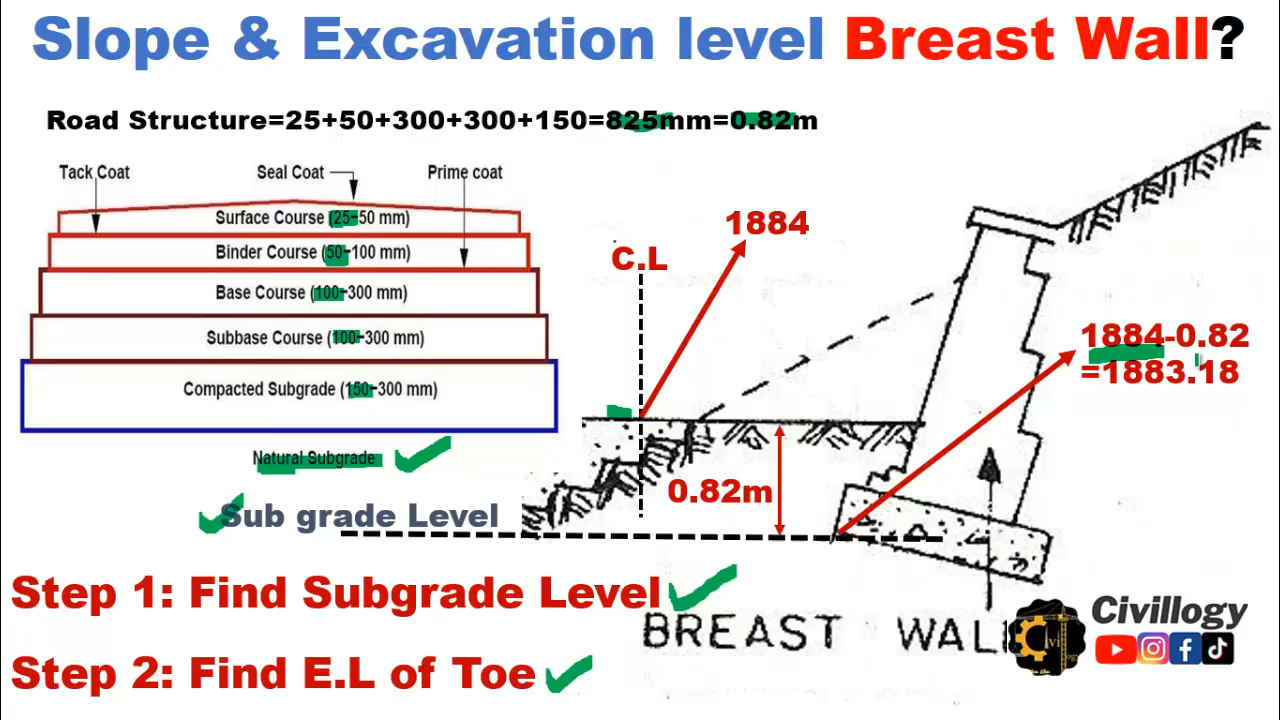 Slope & Excavation level Breast Wall?
Road Structure=25+50+300+300+150=825mm=0.82m
Tack Coat
Seal Coat
Prime coat
Surface Course (25-50 mm)
Binder Course (50-100 mm)
Base Course (100-300 mm)
Subbase Course (100-300 mm)
Compacted Subgrade (150-300 mm)
Natural Subgrade
Sub grade Level
1884
C.L
1884-0.82
=1883.18
0.82m
Step 1: Find Subgrade Level
BREAST WALL
Step 2: Find E.L of Toe
Civillogy